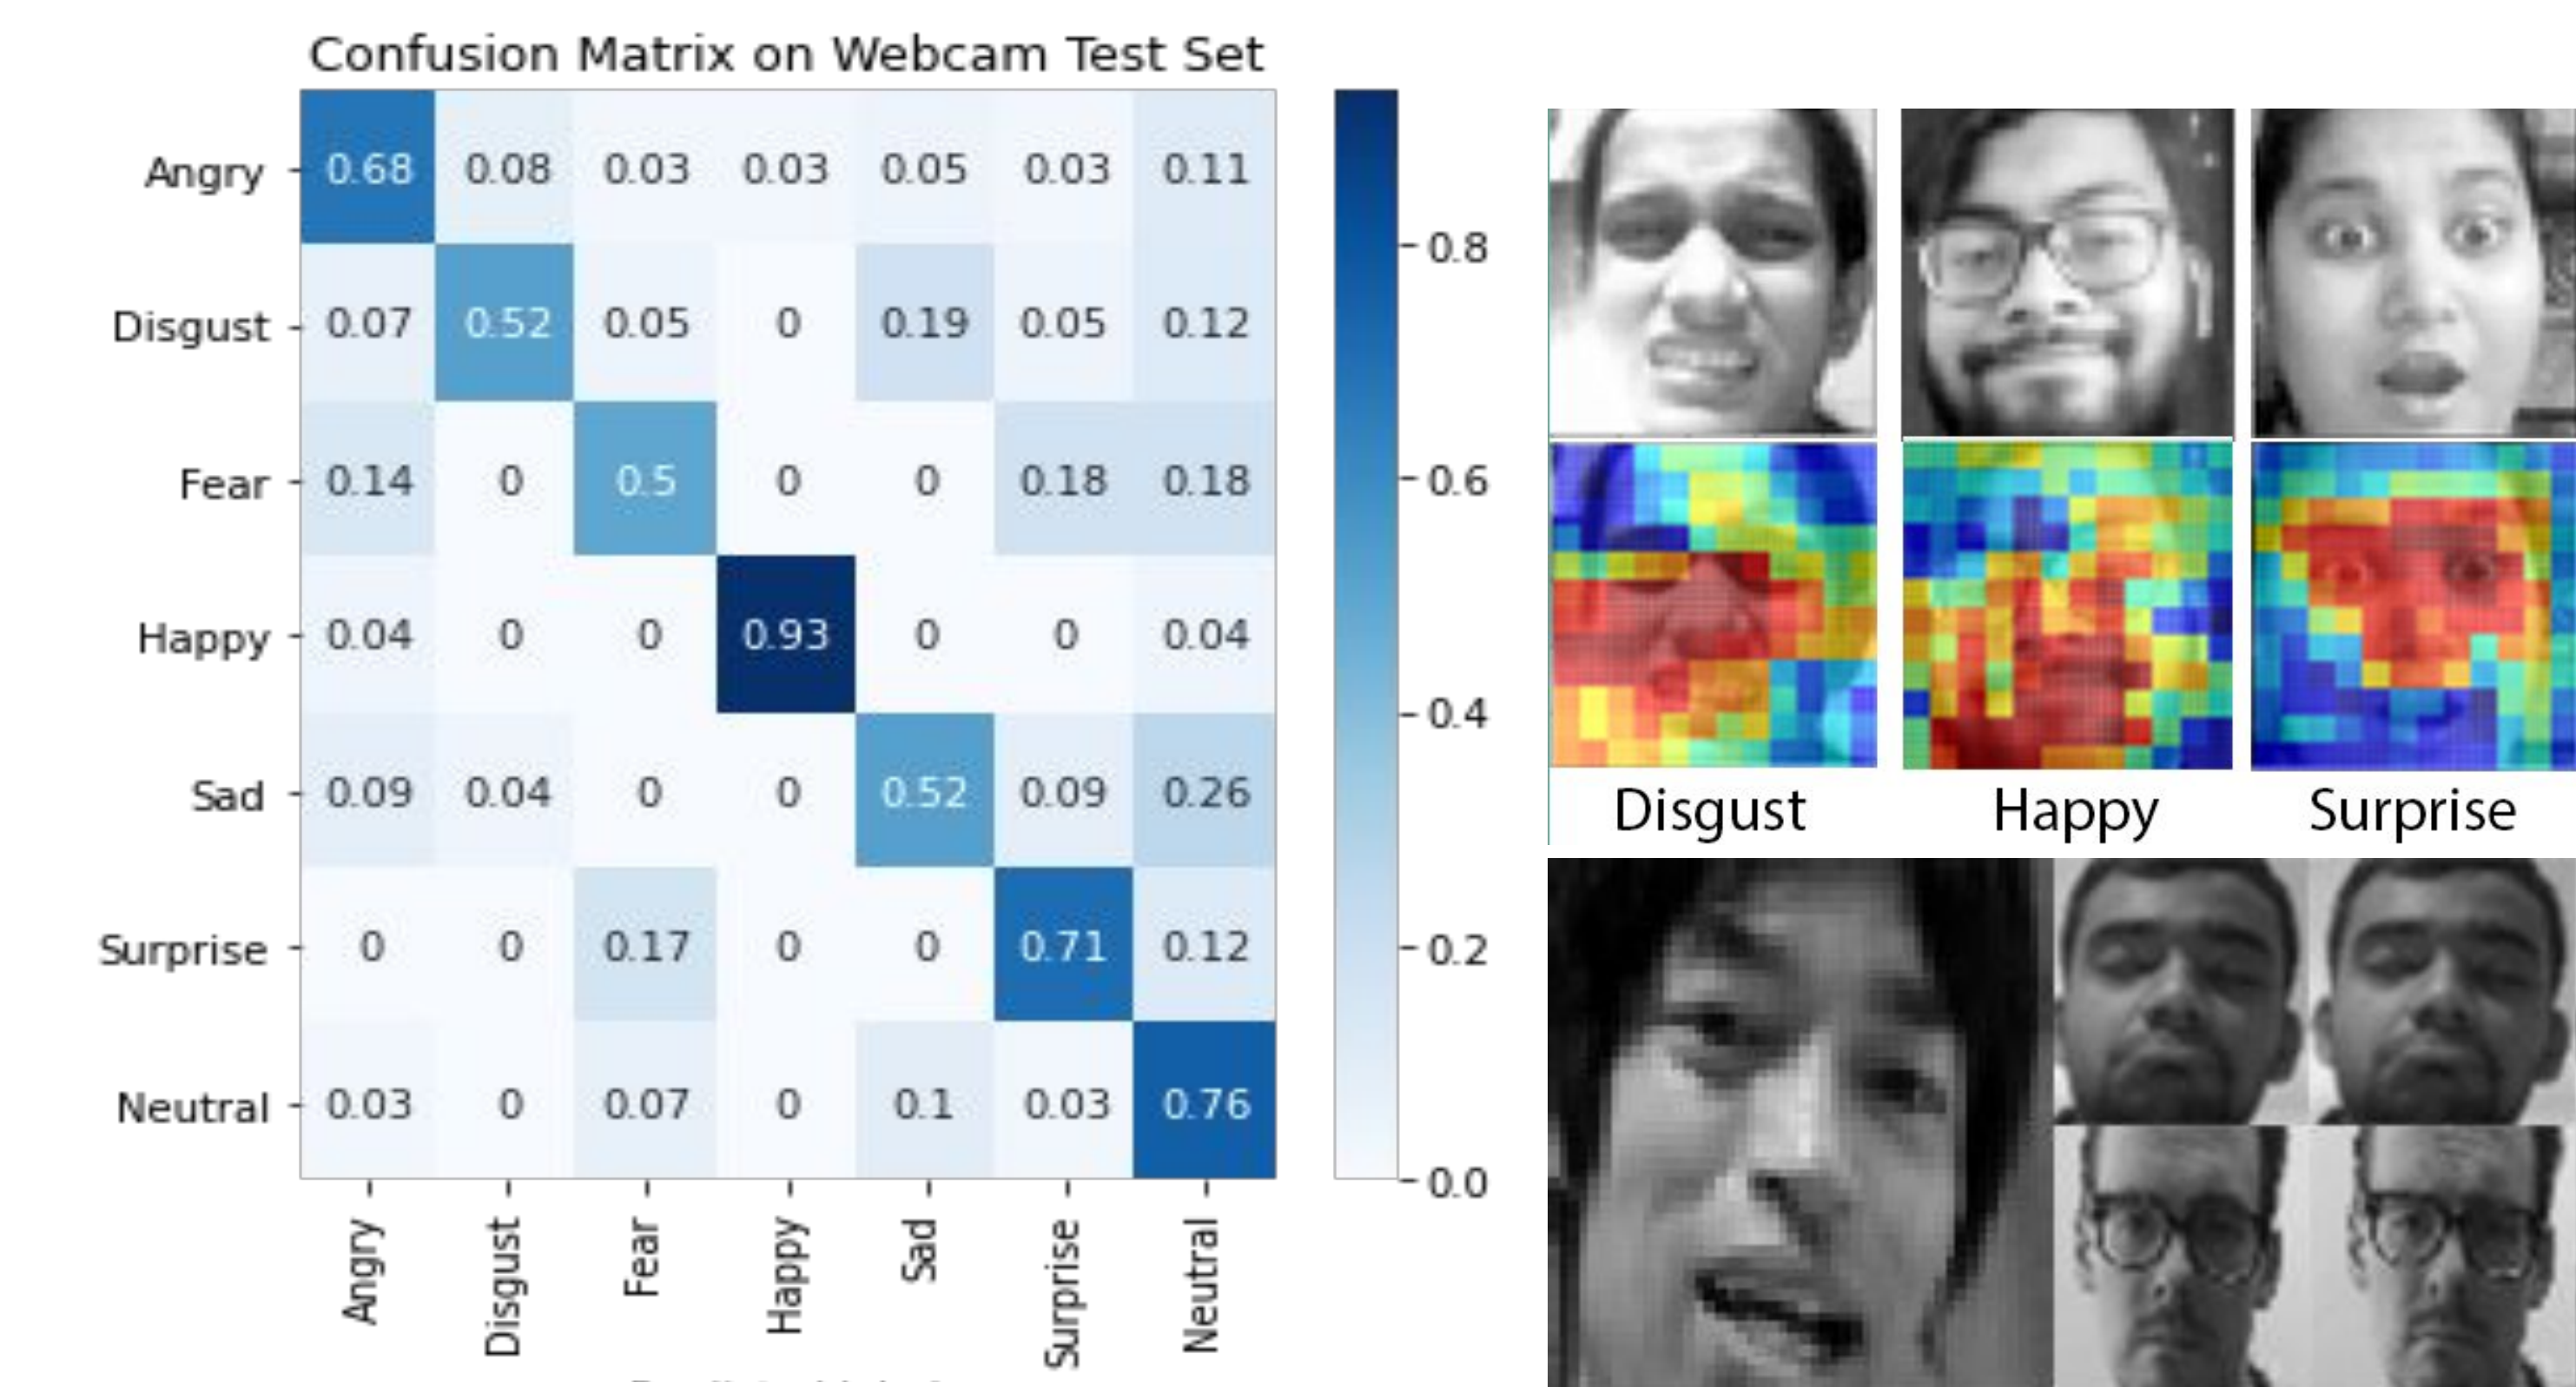 Confusion Matrix on Webcam Test Set
Angry 0.68 0.08 0.03 0.03 0.05 0.03 0.11
Disgust 0.07 0.52 0.05 0 0.19 0.05 0.12
Fear 0.14 0 0.5 0 0 0.18 0.18
Happy 0.04 0 0 0.93 0 0 0.04
Sad 0.09 0.04 0 0 0.52 0.09 0.26
Surprise 0 0 0.17 0 0 0.71 0.12
Neutral 0.03 0 0.07 0 0.1 0.03 0.76
Angry Disgust Fear Happy Sad Surprise Neutral
0.8
0.6
0.4
0.2
0.0
Disgust Happy Surprise